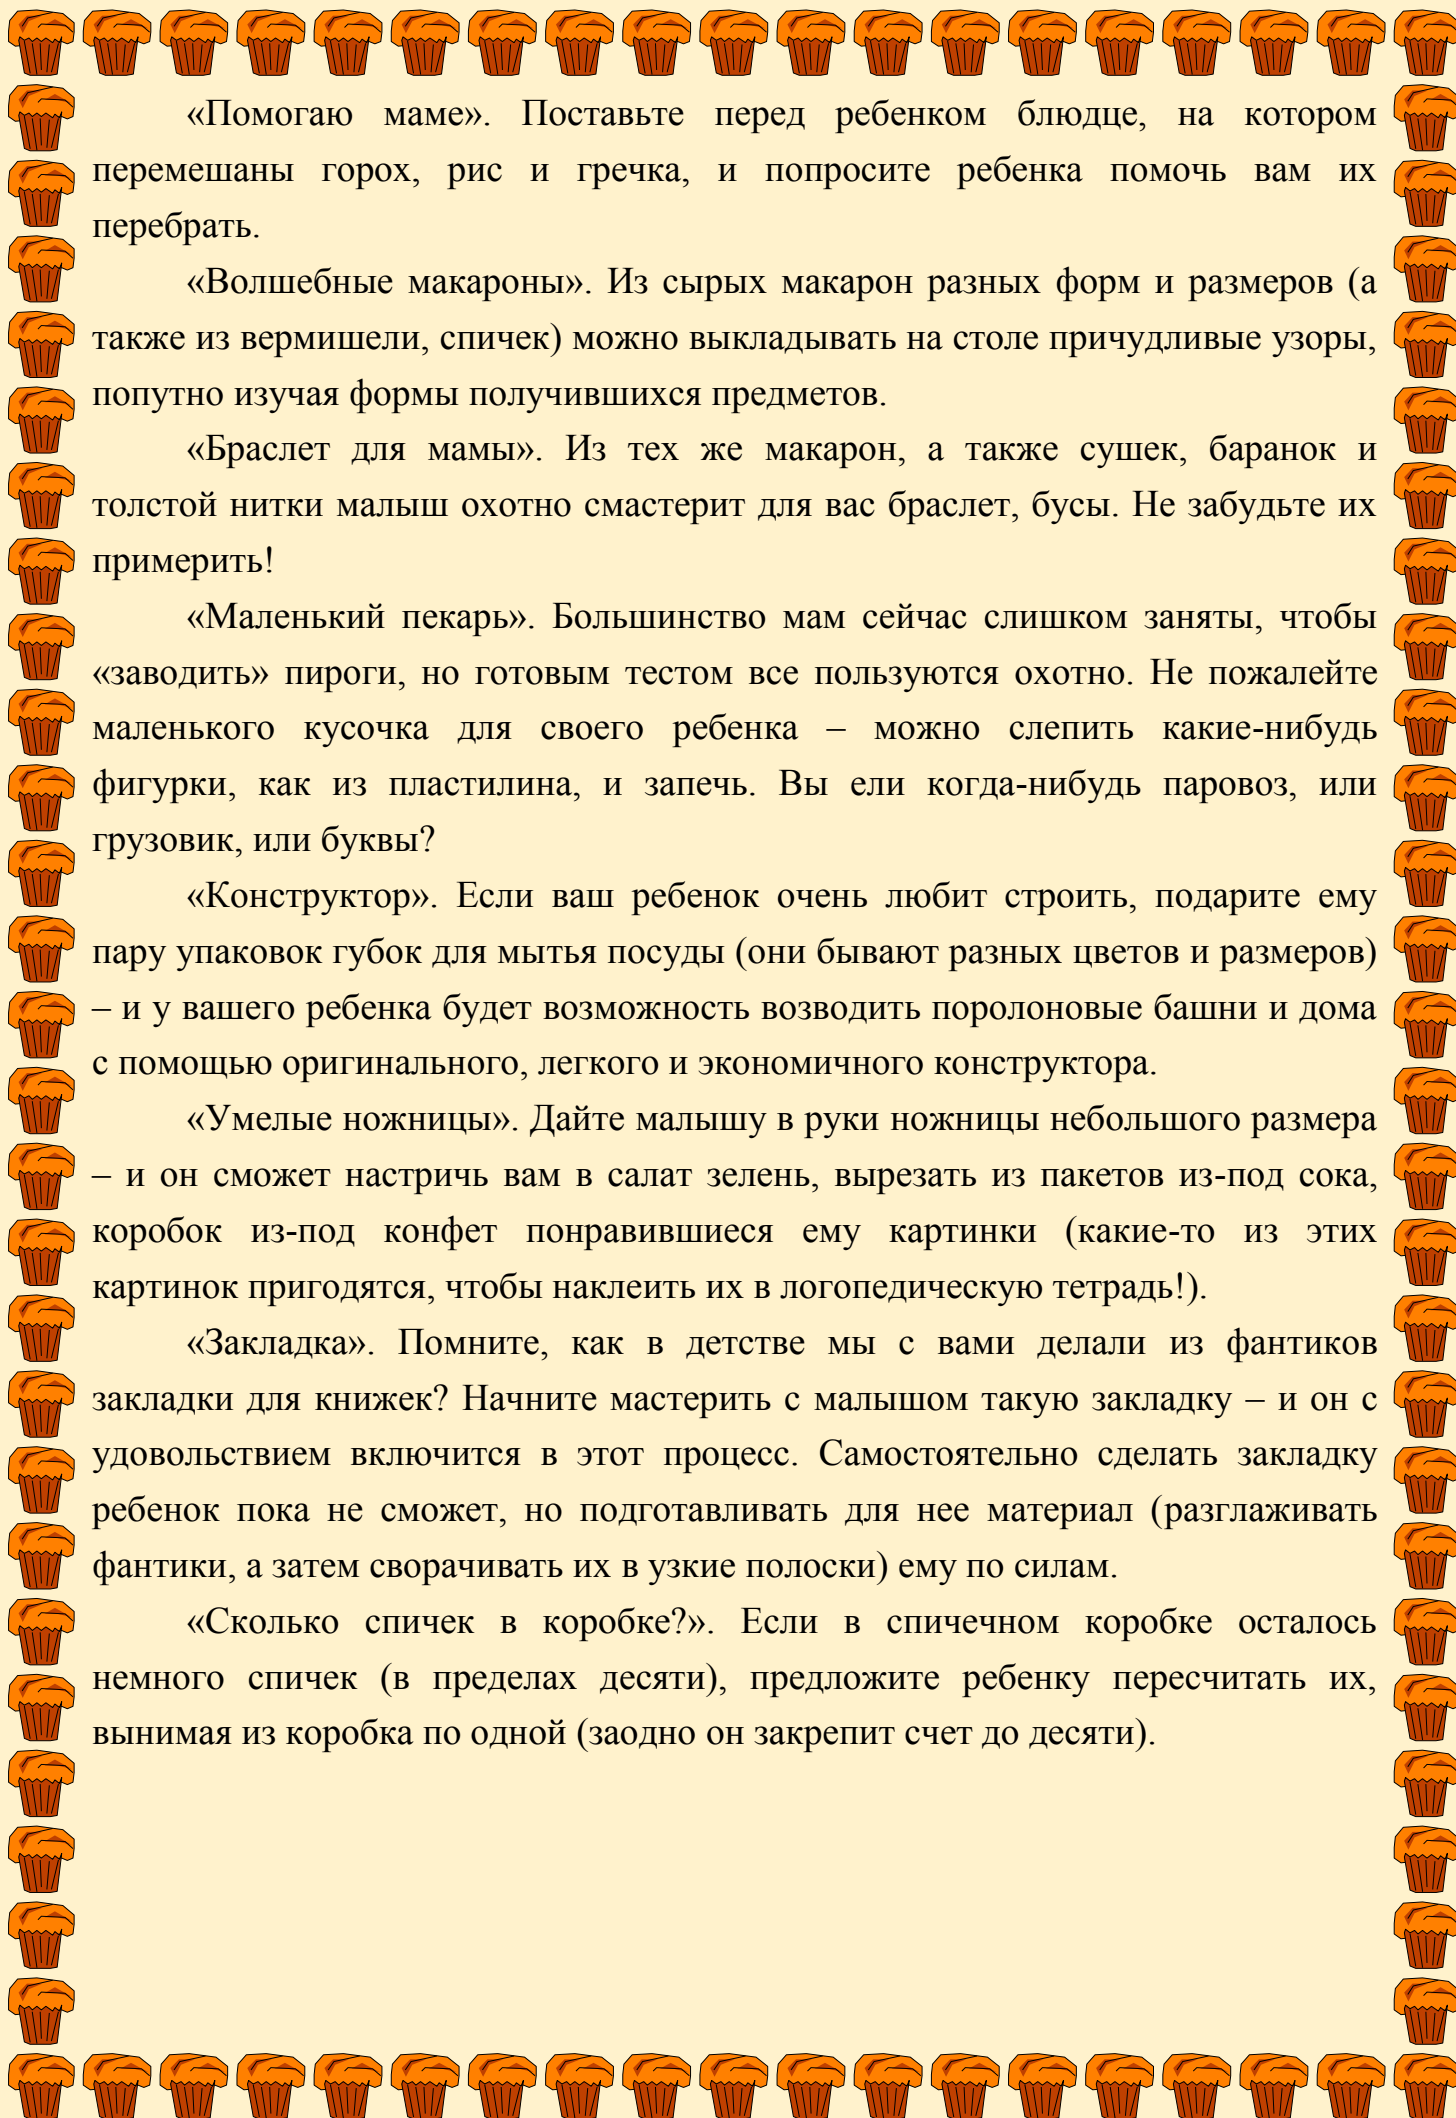 «Помогаю маме». Поставьте перед ребенком блюдце, на котором
перемешаны горох, рис и гречка, и попросите ребенка помочь вам их
перебрать.
«Волшебные макароны». Из сырых макарон разных форм и размеров (а
также из вермишели, спичек) можно выкладывать на столе причудливые узоры,
попутно изучая формы получившихся предметов.
«Браслет для мамы». Из тех же макарон, а также сушек, баранок и
толстой нитки малыш охотно смастерит для вас браслет, бусы. Не забудьте их
примерить!
«Маленький пекарь». Большинство мам сейчас слишком заняты, чтобы
«заводить» пироги, но готовым тестом все пользуются охотно. Не пожалейте
маленького кусочка для своего ребенка – можно слепить какие-нибудь
фигурки, как из пластилина, и запечь. Вы ели когда-нибудь паровоз, или
грузовик, или буквы?
«Конструктор». Если ваш ребенок очень любит строить, подарите ему
пару упаковок губок для мытья посуды (они бывают разных цветов и размеров)
– и у вашего ребенка будет возможность возводить поролоновые башни и дома
с помощью оригинального, легкого и экономичного конструктора.
«Умелые ножницы». Дайте малышу в руки ножницы небольшого размера
– и он сможет настричь вам в салат зелень, вырезать из пакетов из-под сока,
коробок из-под конфет понравившиеся ему картинки (какие-то из этих
картинок пригодятся, чтобы наклеить их в логопедическую тетрадь!).
«Закладка». Помните, как в детстве мы с вами делали из фантиков
закладки для книжек? Начните мастерить с малышом такую закладку – и он с
удовольствием включится в этот процесс. Самостоятельно сделать закладку
ребенок пока не сможет, но подготавливать для нее материал (разглаживать
фантики, а затем сворачивать их в узкие полоски) ему по силам.
«Сколько спичек в коробке?». Если в спичечном коробке осталось
немного спичек (в пределах десяти), предложите ребенку пересчитать их,
вынимая из коробка по одной (заодно он закрепит счет до десяти).